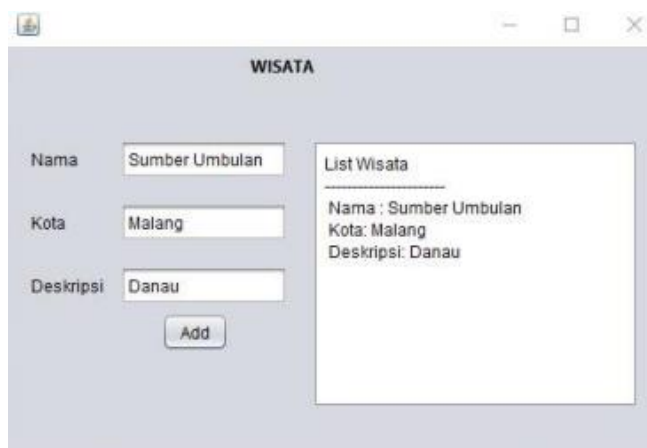 WISATA
Nama
Sumber Umbulan
Kota
Malang
Deskripsi
Danau
Add
List Wisata
-----------------------
Nama : Sumber Umbulan
Kota: Malang
Deskripsi: Danau